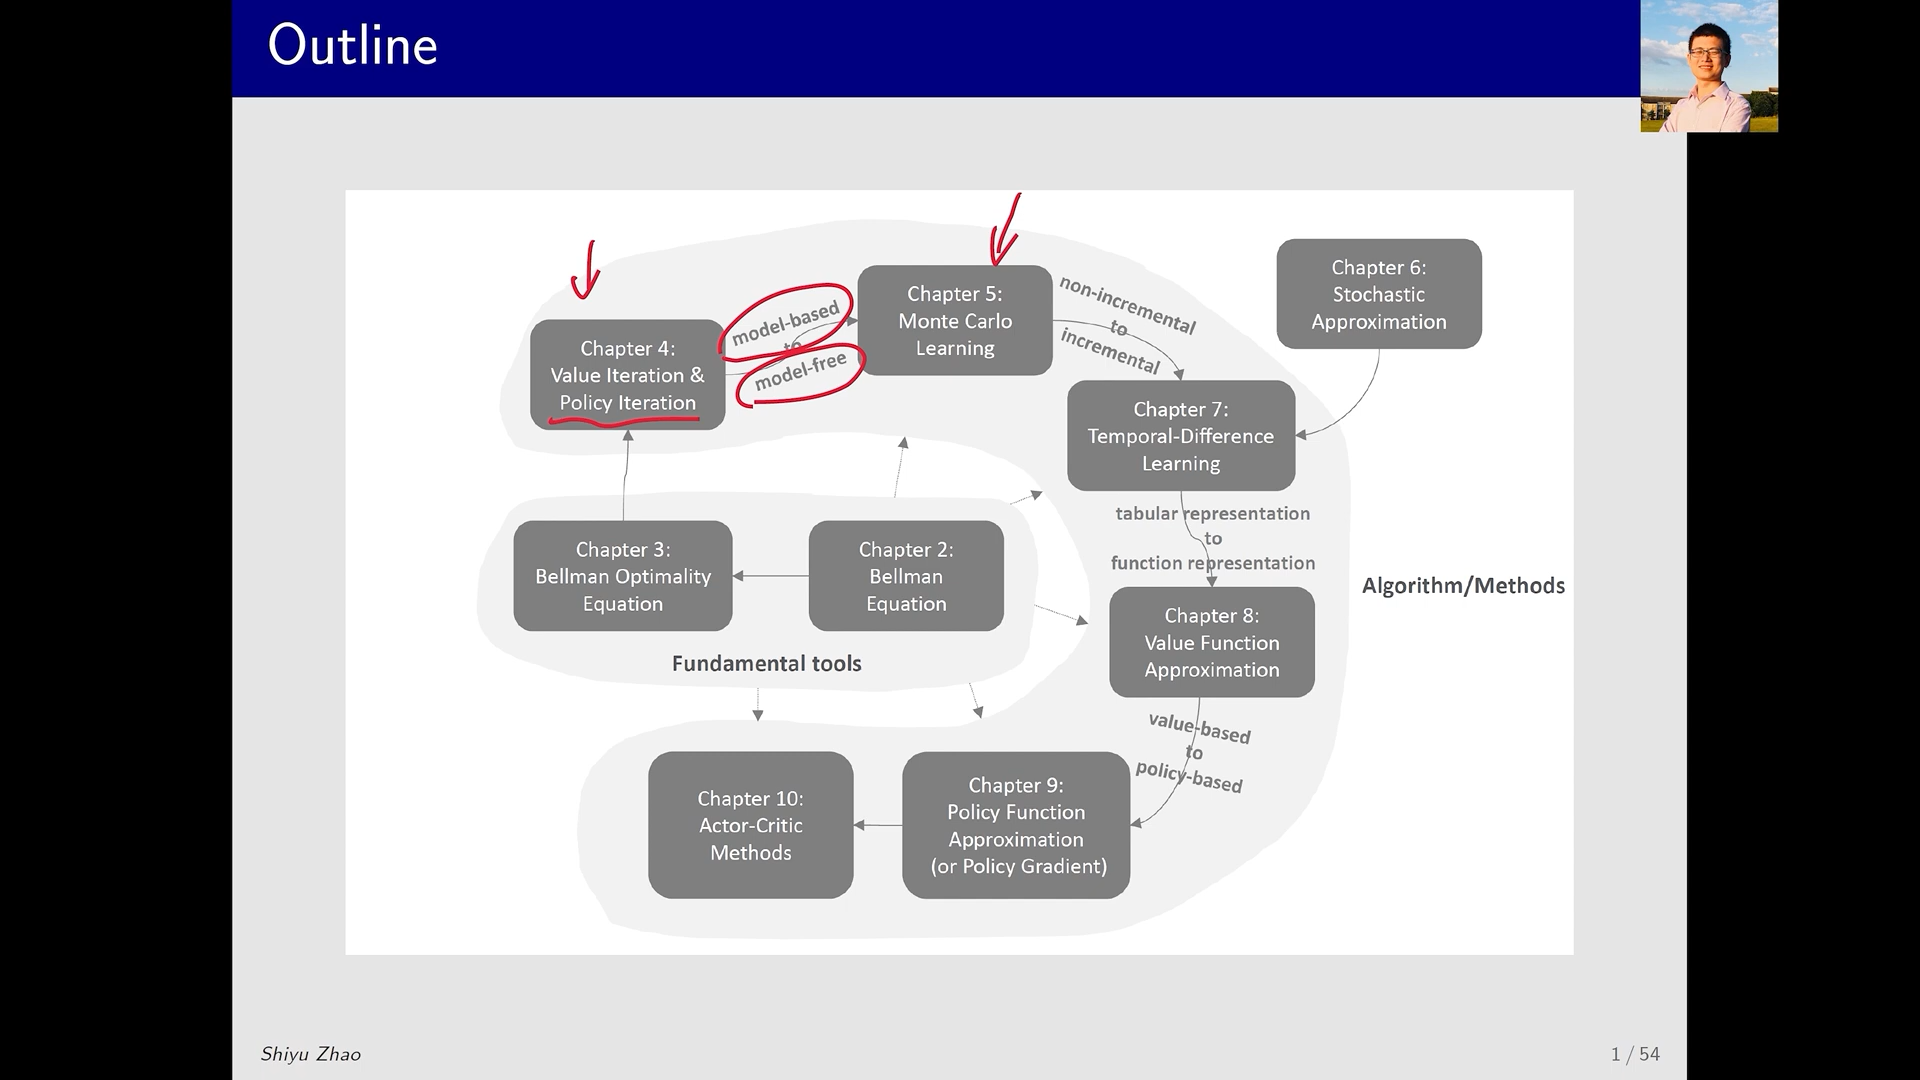 Outline
Chapter 4:
Value Iteration &
Policy Iteration
model-based
to
model-free
Chapter 5:
Monte Carlo
Learning
non-incremental
to
incremental
Chapter 6:
Stochastic
Approximation
Chapter 7:
Temporal-Difference
Learning
tabular representation
to
function representation
Chapter 3:
Bellman Optimality
Equation
Chapter 2:
Bellman
Equation
Fundamental tools
Algorithm/Methods
Chapter 8:
Value Function
Approximation
value-based
to
policy-based
Chapter 10:
Actor-Critic
Methods
Chapter 9:
Policy Function
Approximation
(or Policy Gradient)
Shiyu Zhao
1 / 54